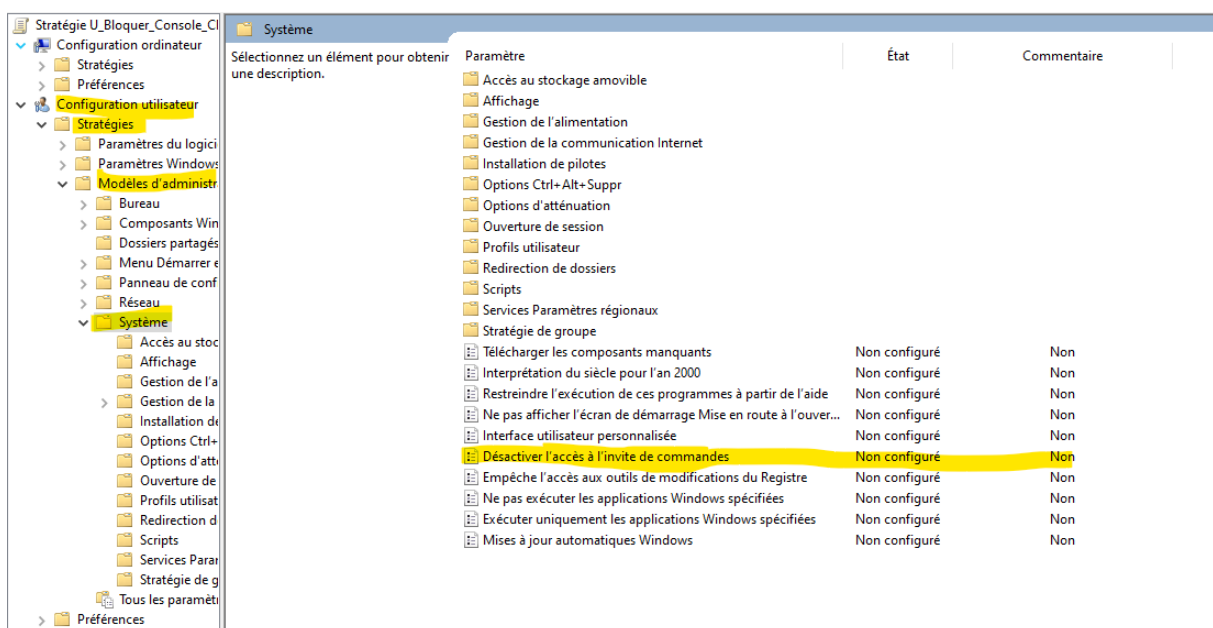 Stratégie U_Bloquer_Console_Cl
Configuration ordinateur
Stratégies
Préférences
Configuration utilisateur
Stratégies
Paramètres du logici
Paramètres Windows
Modèles d'administr
Bureau
Composants Win
Dossiers partagés
Menu Démarrer e
Panneau de conf
Réseau
Système
Accès au stoc
Affichage
Gestion de l'a
Gestion de la
Installation de
Options Ctrl+
Options d'atté
Ouverture de
Profils utilisat
Redirection d
Scripts
Services Parar
Stratégie de g
Tous les paramètr
Préférences
Système
Sélectionnez un élément pour obtenir
une description.
Paramètre État Commentaire
Accès au stockage amovible
Affichage
Gestion de l'alimentation
Gestion de la communication Internet
Installation de pilotes
Options Ctrl+Alt+Suppr
Options d'atténuation
Ouverture de session
Profils utilisateur
Redirection de dossiers
Scripts
Services Paramètres régionaux
Stratégie de groupe
Télécharger les composants manquants Non configuré Non
Interprétation du siècle pour l'an 2000 Non configuré Non
Restreindre l'exécution de ces programmes à partir de l'aide Non configuré Non
Ne pas afficher l'écran de démarrage Mise en route à l'ouver... Non configuré Non
Interface utilisateur personnalisée Non configuré Non
Désactiver l'accès à l'invite de commandes Non configuré Non
Empêche l'accès aux outils de modifications du Registre Non configuré Non
Ne pas exécuter les applications Windows spécifiées Non configuré Non
Exécuter uniquement les applications Windows spécifiées Non configuré Non
Mises à jour automatiques Windows Non configuré Non